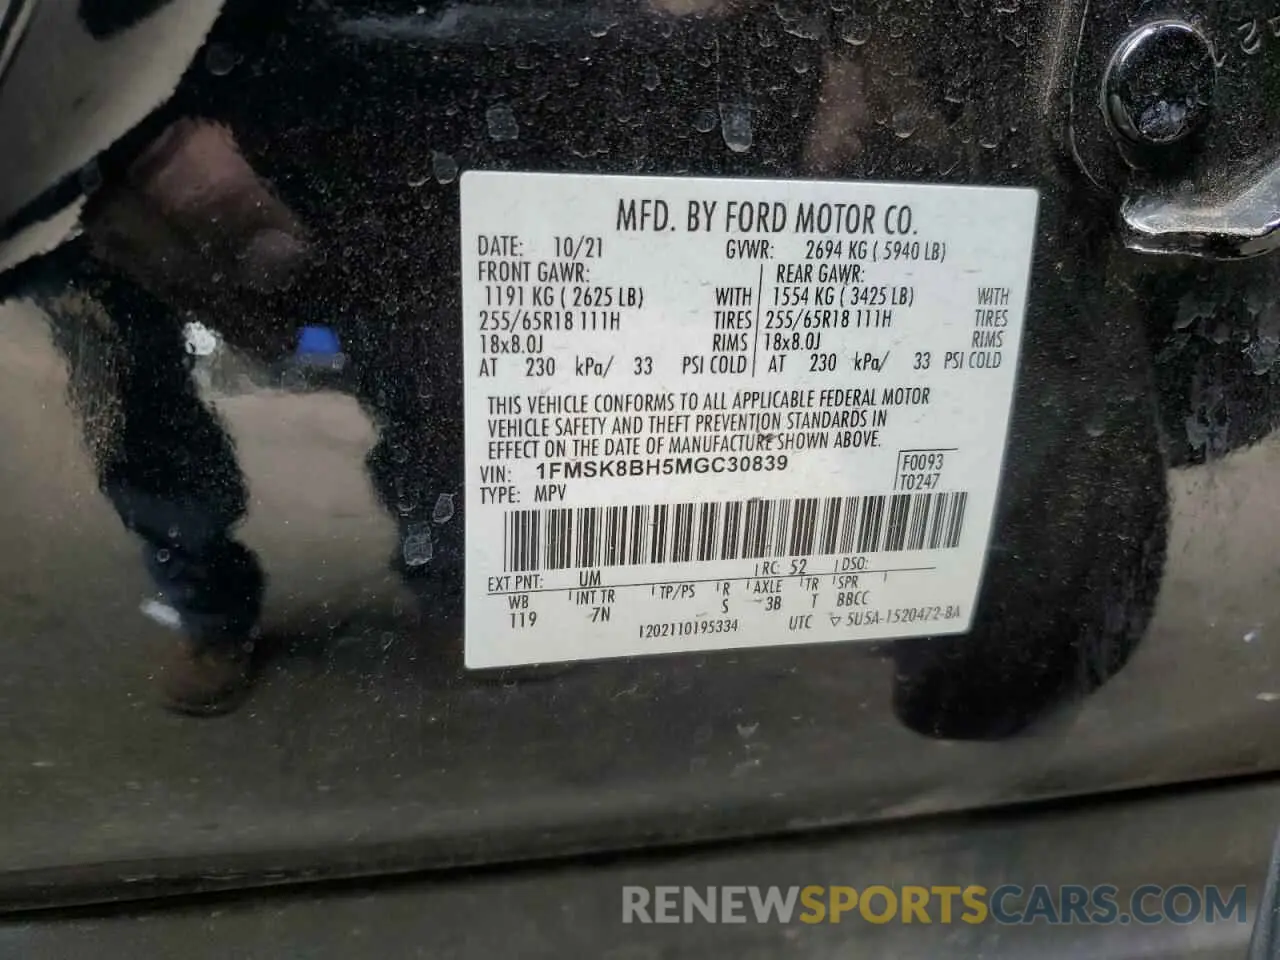 MFD. BY FORD MOTOR CO.
DATE: 10/21 GVWR: 2694 KG ( 5940 LB)
FRONT GAWR: REAR GAWR:
1191 KG ( 2625 LB) WITH 1554 KG ( 3425 LB) WITH
255/65R18 111H TIRES 255/65R18 111H TIRES
18x8.0J RIMS 18x8.0J RIMS
AT 230 kPa/ 33 PSI COLD AT 230 kPa/ 33 PSI COLD
THIS VEHICLE CONFORMS TO ALL APPLICABLE FEDERAL MOTOR
VEHICLE SAFETY AND THEFT PREVENTION STANDARDS IN
EFFECT ON THE DATE OF MANUFACTURE SHOWN ABOVE.
VIN: 1FMSK8BH5MGC30839 F0093
TYPE: MPV T0247
EXT PNT: UM RC: 52 DSO:
WB INT TR TP/PS R AXLE TR SPR
119 7N S 3B T BBCC
1202110195334 UTC ▽ 5U5A-1520472-BA
RENEWSPORTSCARS.COM